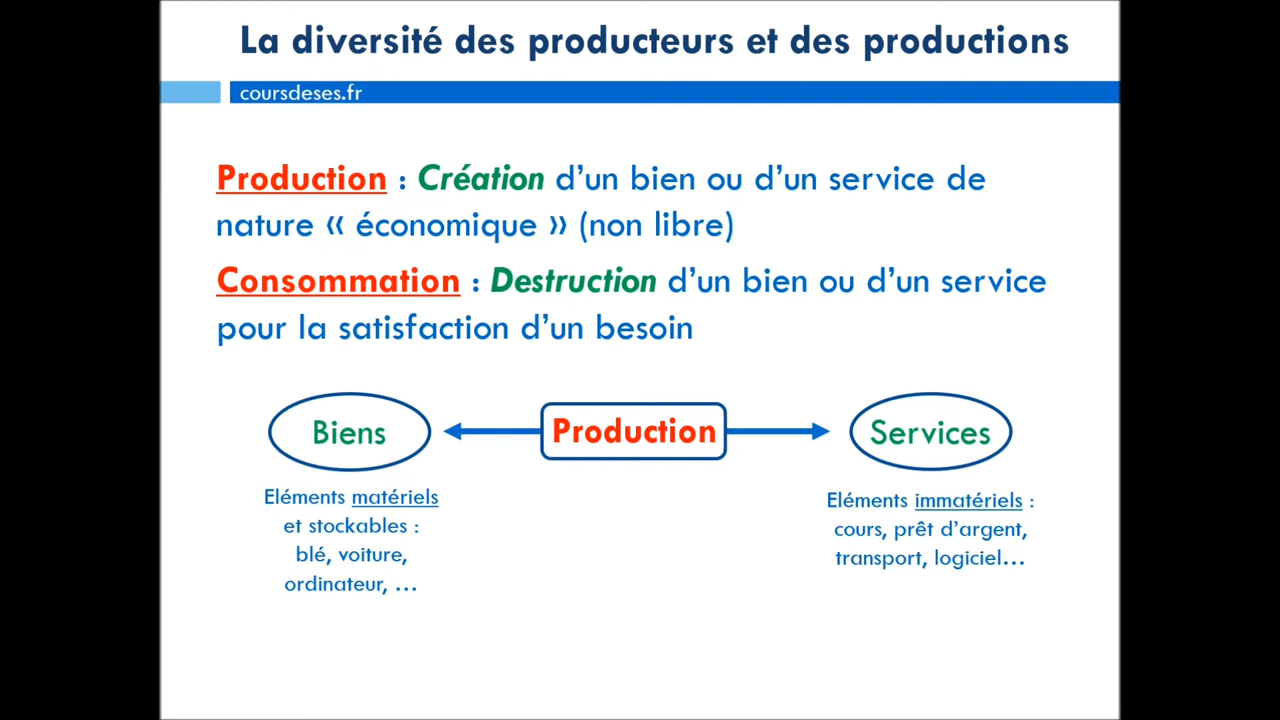 La diversité des producteurs et des productions
coursdeses.fr
Production : Création d’un bien ou d’un service de
nature « économique » (non libre)
Consommation : Destruction d’un bien ou d’un service
pour la satisfaction d’un besoin
Biens
Production
Services
Eléments matériels
et stockables :
blé, voiture,
ordinateur, …
Eléments immatériels :
cours, prêt d’argent,
transport, logiciel…